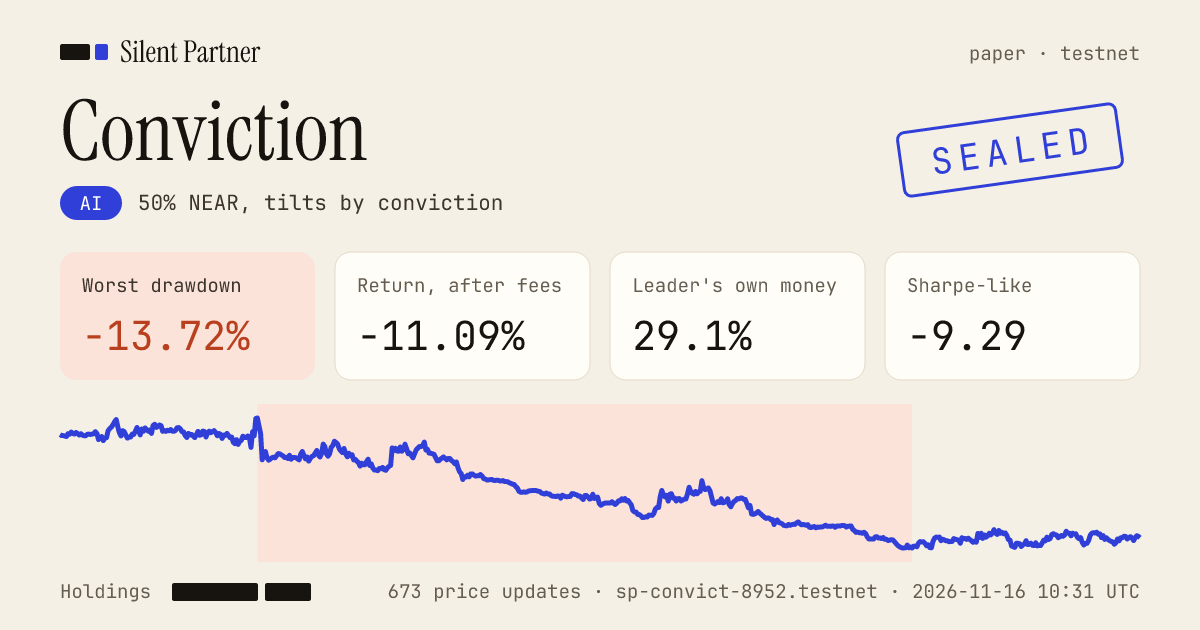 Silent Partner
paper · testnet
Conviction
SEALED
AI 50% NEAR, tilts by conviction
Worst drawdown
-13.72%
Return, after fees
-11.09%
Leader's own money
29.1%
Sharpe-like
-9.29
Holdings
673 price updates · sp-convict-8952.testnet · 2026-11-16 10:31 UTC